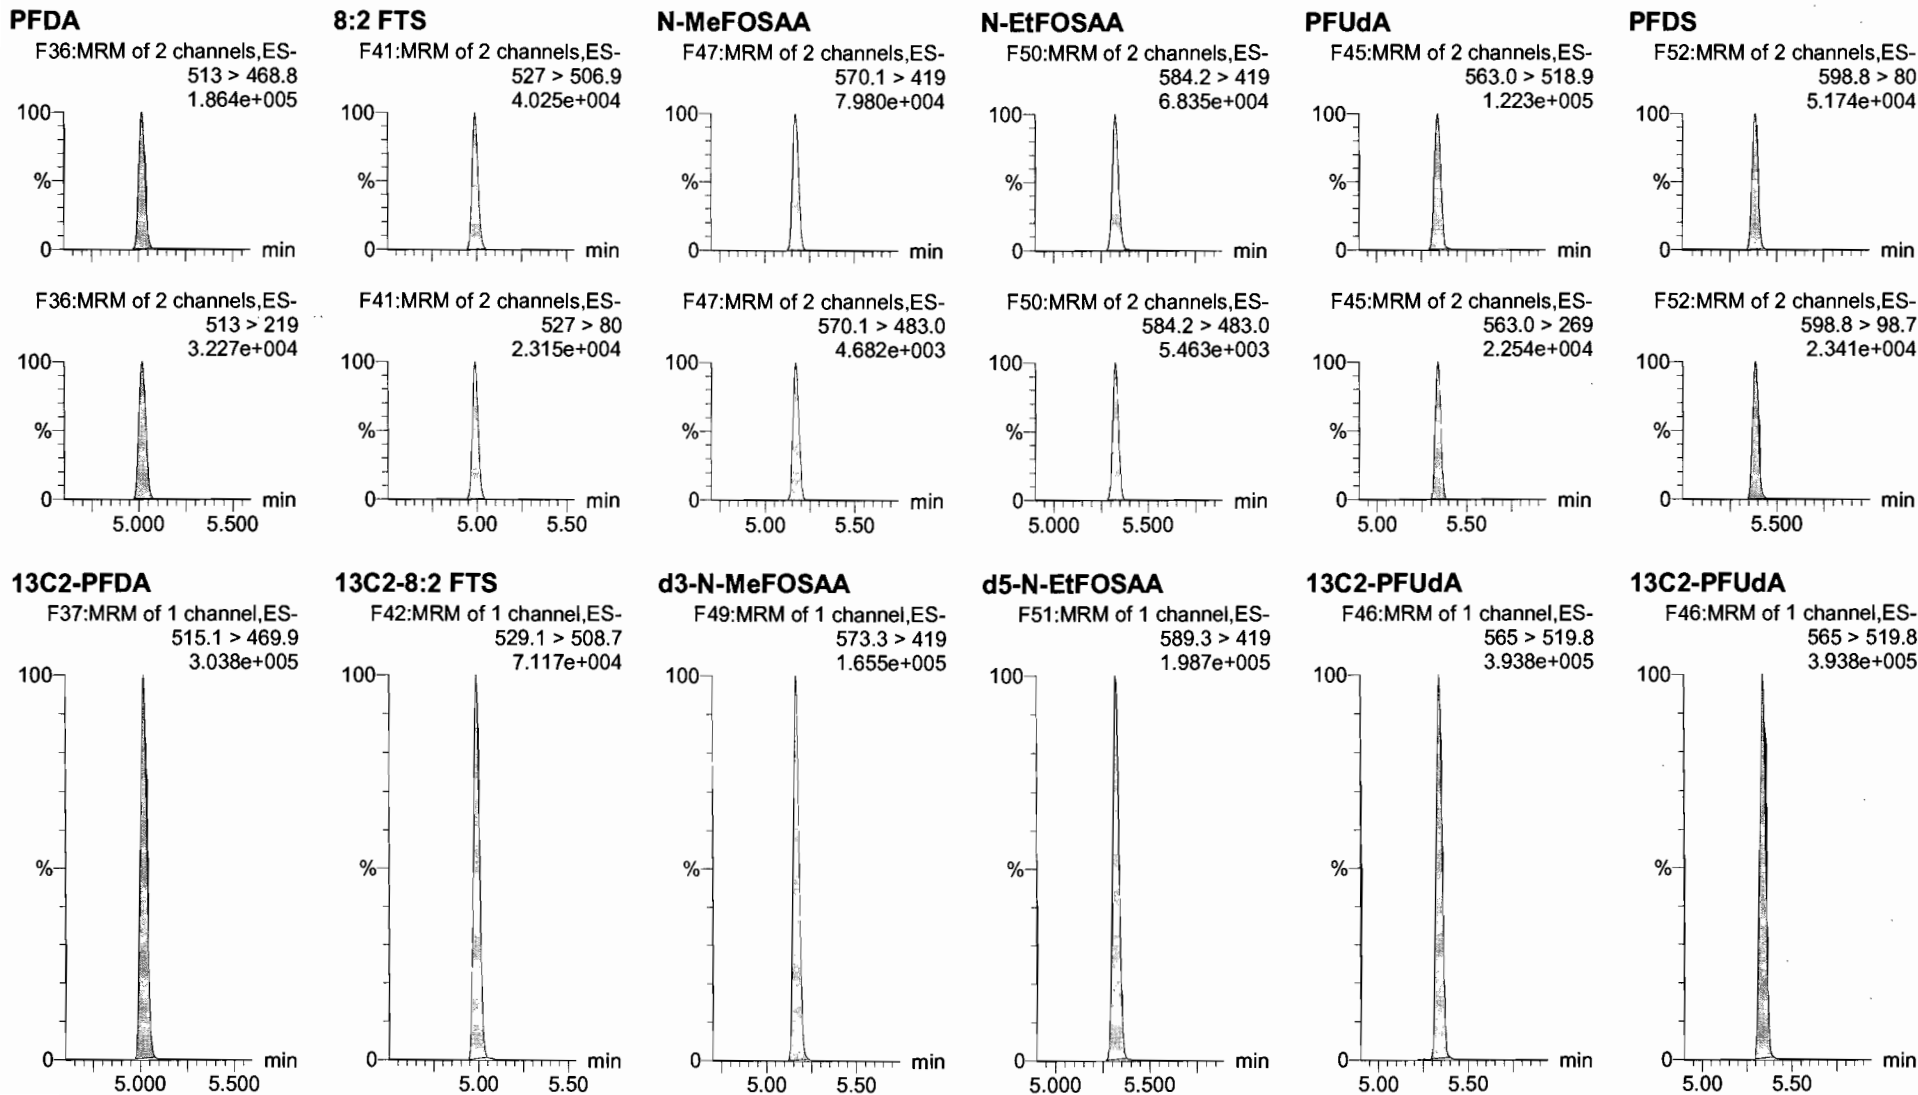 PFDA
F36:MRM of 2 channels,ES-
513 > 468.8
1.864e+005
100
%
0
min
8:2 FTS
F41:MRM of 2 channels,ES-
527 > 506.9
4.025e+004
100
%
0
min
N-MeFOSAA
F47:MRM of 2 channels,ES-
570.1 > 419
7.980e+004
100
%
0
min
N-EtFOSAA
F50:MRM of 2 channels,ES-
584.2 > 419
6.835e+004
100
%
0
min
PFUdA
F45:MRM of 2 channels,ES-
563.0 > 518.9
1.223e+005
100
%
0
min
PFDS
F52:MRM of 2 channels,ES-
598.8 > 80
5.174e+004
100
%
0
min
F36:MRM of 2 channels,ES-
513 > 219
3.227e+004
100
%
0
min
5.000 5.500
F41:MRM of 2 channels,ES-
527 > 80
2.315e+004
100
%
0
min
5.00 5.50
F47:MRM of 2 channels,ES-
570.1 > 483.0
4.682e+003
100
%
0
min
5.00 5.50
F50:MRM of 2 channels,ES-
584.2 > 483.0
5.463e+003
100
%
0
min
5.000 5.500
F45:MRM of 2 channels,ES-
563.0 > 269
2.254e+004
100
%
0
min
5.00 5.50
F52:MRM of 2 channels,ES-
598.8 > 98.7
2.341e+004
100
%
0
min
5.500
13C2-PFDA
F37:MRM of 1 channel,ES-
515.1 > 469.9
3.038e+005
100
%
0
min
5.000 5.500
13C2-8:2 FTS
F42:MRM of 1 channel,ES-
529.1 > 508.7
7.117e+004
100
%
0
min
5.00 5.50
d3-N-MeFOSAA
F49:MRM of 1 channel,ES-
573.3 > 419
1.655e+005
100
%
0
min
5.00 5.50
d5-N-EtFOSAA
F51:MRM of 1 channel,ES-
589.3 > 419
1.987e+005
100
%
0
min
5.000 5.500
13C2-PFUdA
F46:MRM of 1 channel,ES-
565 > 519.8
3.938e+005
100
%
0
min
5.00 5.50
13C2-PFUdA
F46:MRM of 1 channel,ES-
565 > 519.8
3.938e+005
100
%
0
min
5.00 5.50